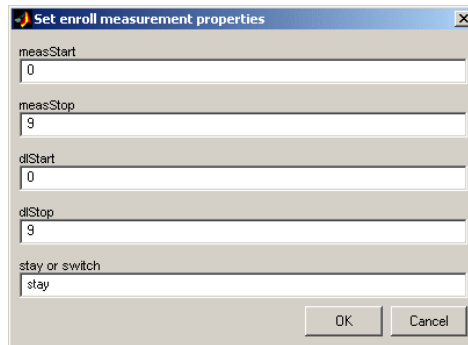 Set enroll measurement properties
measStart
0
measStop
9
dlStart
0
dlStop
9
stay or switch
stay
OK Cancel